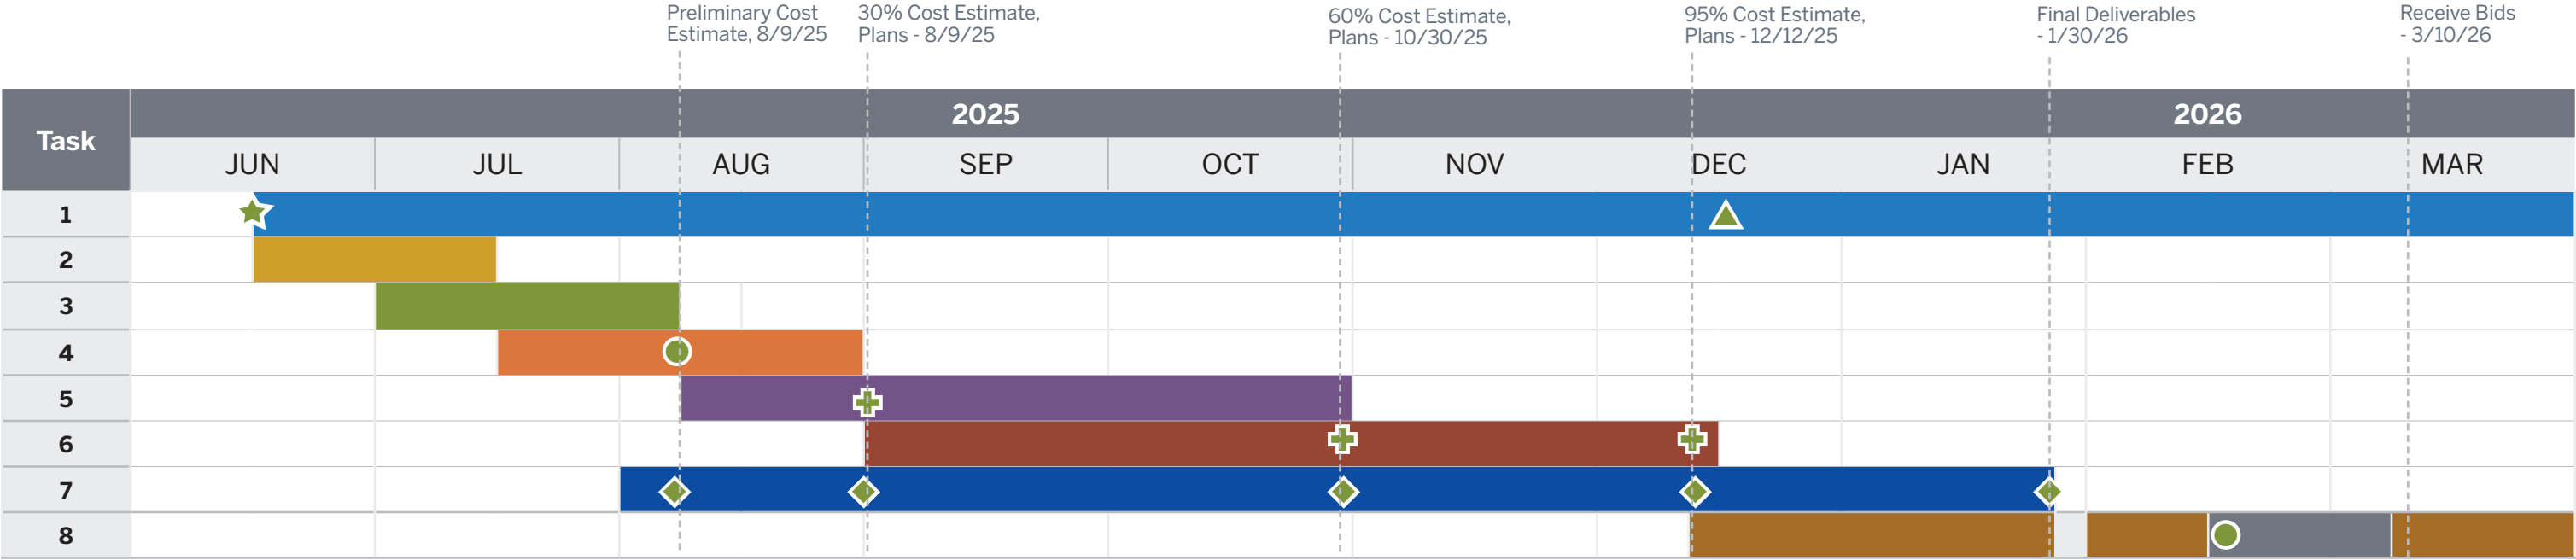 Preliminary Cost
Estimate, 8/9/25
30% Cost Estimate,
Plans - 8/9/25
60% Cost Estimate,
Plans - 10/30/25
95% Cost Estimate,
Plans - 12/12/25
Final Deliverables
- 1/30/26
Receive Bids
- 3/10/26
Task
2025
2026
JUN
JUL
AUG
SEP
OCT
NOV
DEC
JAN
FEB
MAR
1
2
3
4
5
6
7
8